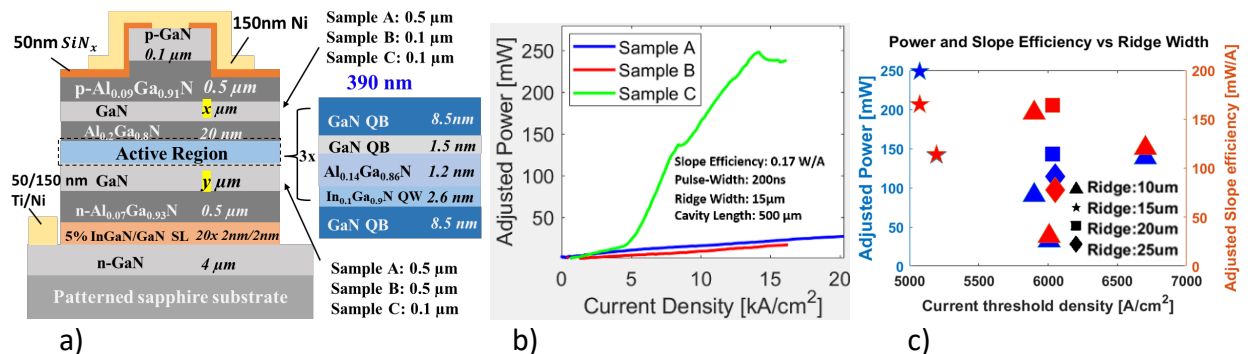 a)
50nm SiNx
p-GaN
0.1 μm
150nm Ni
p-Al0.09Ga0.91N 0.5 μm
GaN x μm
Al0.2Ga0.8N 20 nm
Active Region
50/150 nm
Ti/Ni
GaN y μm
n-Al0.07Ga0.93N 0.5 μm
5% InGaN/GaN SL 20x 2nm/2nm
n-GaN 4 μm
Patterned sapphire substrate
Sample A: 0.5 μm
Sample B: 0.1 μm
Sample C: 0.1 μm
390 nm
3x
GaN QB 8.5nm
GaN QB 1.5 nm
Al0.14Ga0.86N 1.2 nm
In0.1Ga0.9N QW 2.6 nm
GaN QB 8.5 nm
Sample A: 0.5 μm
Sample B: 0.5 μm
Sample C: 0.1 μm
a)
b)
Adjusted Power [mW]
250
200
150
100
50
Sample A
Sample B
Sample C
Slope Efficiency: 0.17 W/A
Pulse-Width: 200ns
Ridge Width: 15μm
Cavity Length: 500 μm
0 5 10 15 20
Current Density [kA/cm²]
b)
c)
Power and Slope Efficiency vs Ridge Width
Adjusted Power [mW]
250
200
150
100
50
0
Ridge:10um
Ridge:15um
Ridge:20um
Ridge:25um
200
150
100
50
0
Adjusted Slope efficiency [mW/A]
5000 5500 6000 6500 7000
Current threshold density [A/cm²]
c)